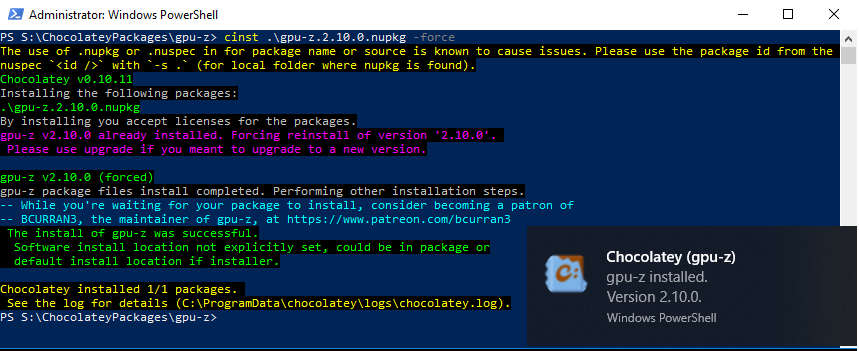 Administrator: Windows PowerShell
PS S:\ChocolateyPackages\gpu-z> cinst .\gpu-z.2.10.0.nupkg -force
The use of .nupkg or .nuspec in for package name or source is known to cause issues. Please use the package id from the
nuspec `<id />` with `-s .` (for local folder where nupkg is found).
Chocolatey v0.10.11
Installing the following packages:
.\gpu-z.2.10.0.nupkg
By installing you accept licenses for the packages.
gpu-z v2.10.0 already installed. Forcing reinstall of version '2.10.0'.
Please use upgrade if you meant to upgrade to a new version.
gpu-z v2.10.0 (forced)
gpu-z package files install completed. Performing other installation steps.
-- While you're waiting for your package to install, consider becoming a patron of
-- BCURRAN3, the maintainer of gpu-z, at https://www.patreon.com/bcurran3
The install of gpu-z was successful.
Software install location not explicitly set, could be in package or
default install location if installer.
Chocolatey installed 1/1 packages.
See the log for details (C:\ProgramData\chocolatey\logs\chocolatey.log).
PS S:\ChocolateyPackages\gpu-z>
Chocolatey (gpu-z)
gpu-z installed.
Version 2.10.0.
Windows PowerShell